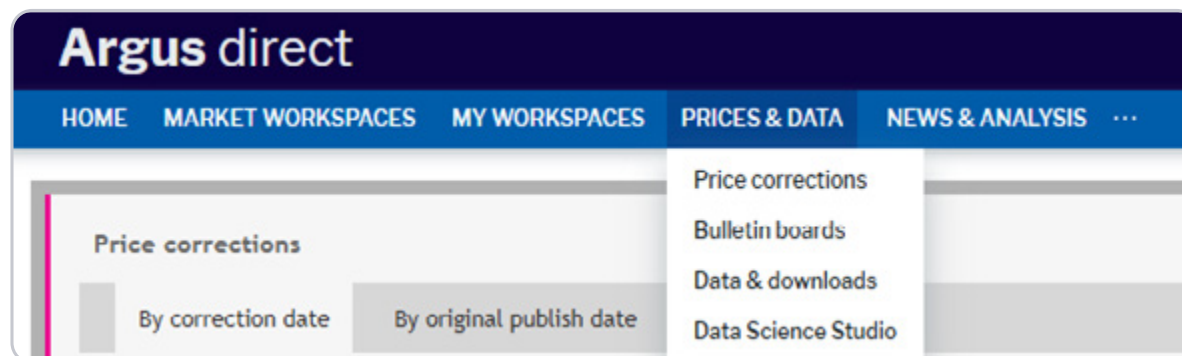 Argus direct
HOME MARKET WORKSPACES MY WORKSPACES PRICES & DATA NEWS & ANALYSIS ···
Price corrections
Bulletin boards
Data & downloads
Data Science Studio
Price corrections
By correction date By original publish date